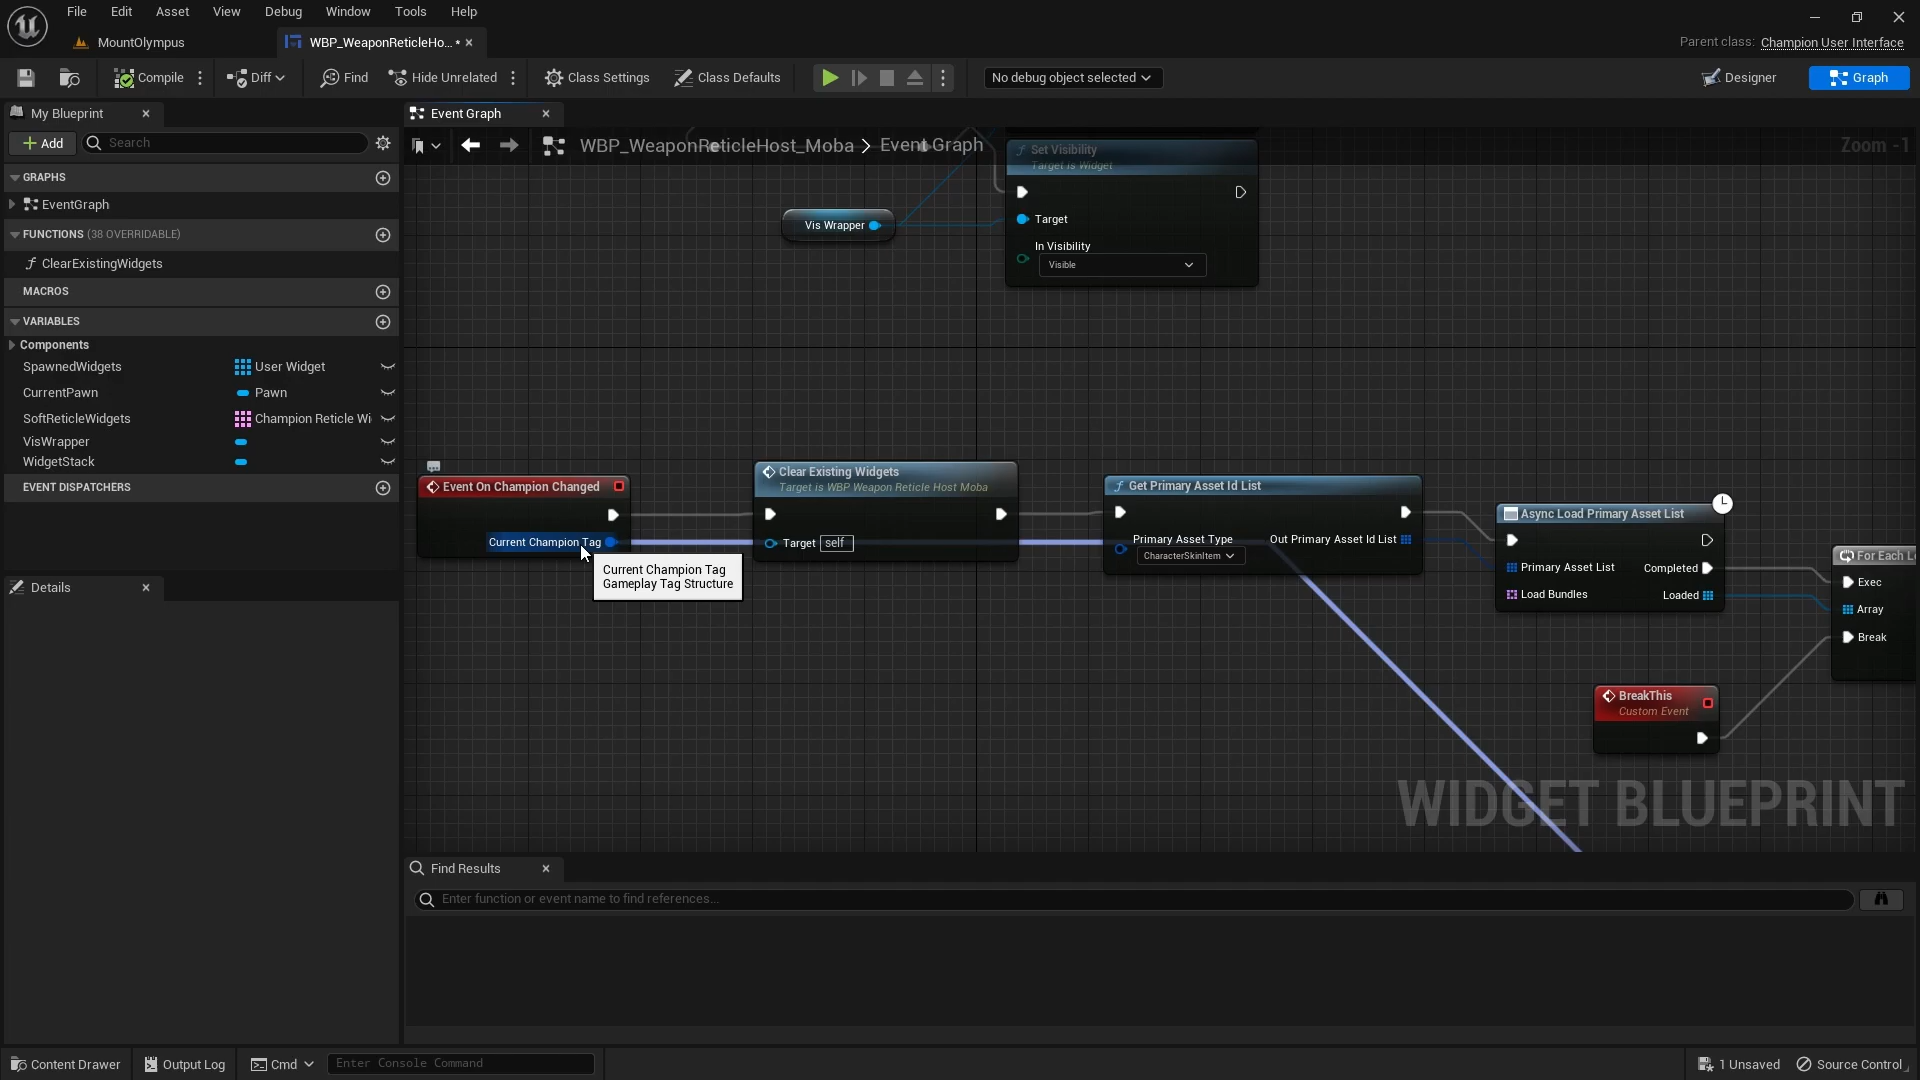 File Edit Asset View Debug Window Tools Help
MountOlympus
WBP_WeaponReticleHo... *
Parent class: Champion User Interface
Compile Diff Find Hide Unrelated Class Settings Class Defaults No debug object selected Designer Graph
My Blueprint
Event Graph
Add Search
WBP_WeaponReticleHost_Moba > Event Graph
Zoom -1
GRAPHS
EventGraph
FUNCTIONS (38 OVERRIDABLE)
ClearExistingWidgets
MACROS
VARIABLES
Components
SpawnedWidgets User Widget
CurrentPawn Pawn
SoftReticleWidgets Champion Reticle Wi
VisWrapper
WidgetStack
EVENT DISPATCHERS
Details
Set Visibility
Target is Widget
Vis Wrapper
Target
In Visibility
Visible
Event On Champion Changed
Current Champion Tag
Current Champion Tag
Gameplay Tag Structure
Clear Existing Widgets
Target is WBP Weapon Reticle Host Moba
Target self
Get Primary Asset Id List
Primary Asset Type Out Primary Asset Id List
CharacterSkinItem
Async Load Primary Asset List
Primary Asset List Completed
Load Bundles Loaded
For Each L
Exec
Array
Break
BreakThis
Custom Event
WIDGET BLUEPRINT
Find Results
Enter function or event name to find references...
Content Drawer Output Log Cmd Enter Console Command 1 Unsaved Source Control